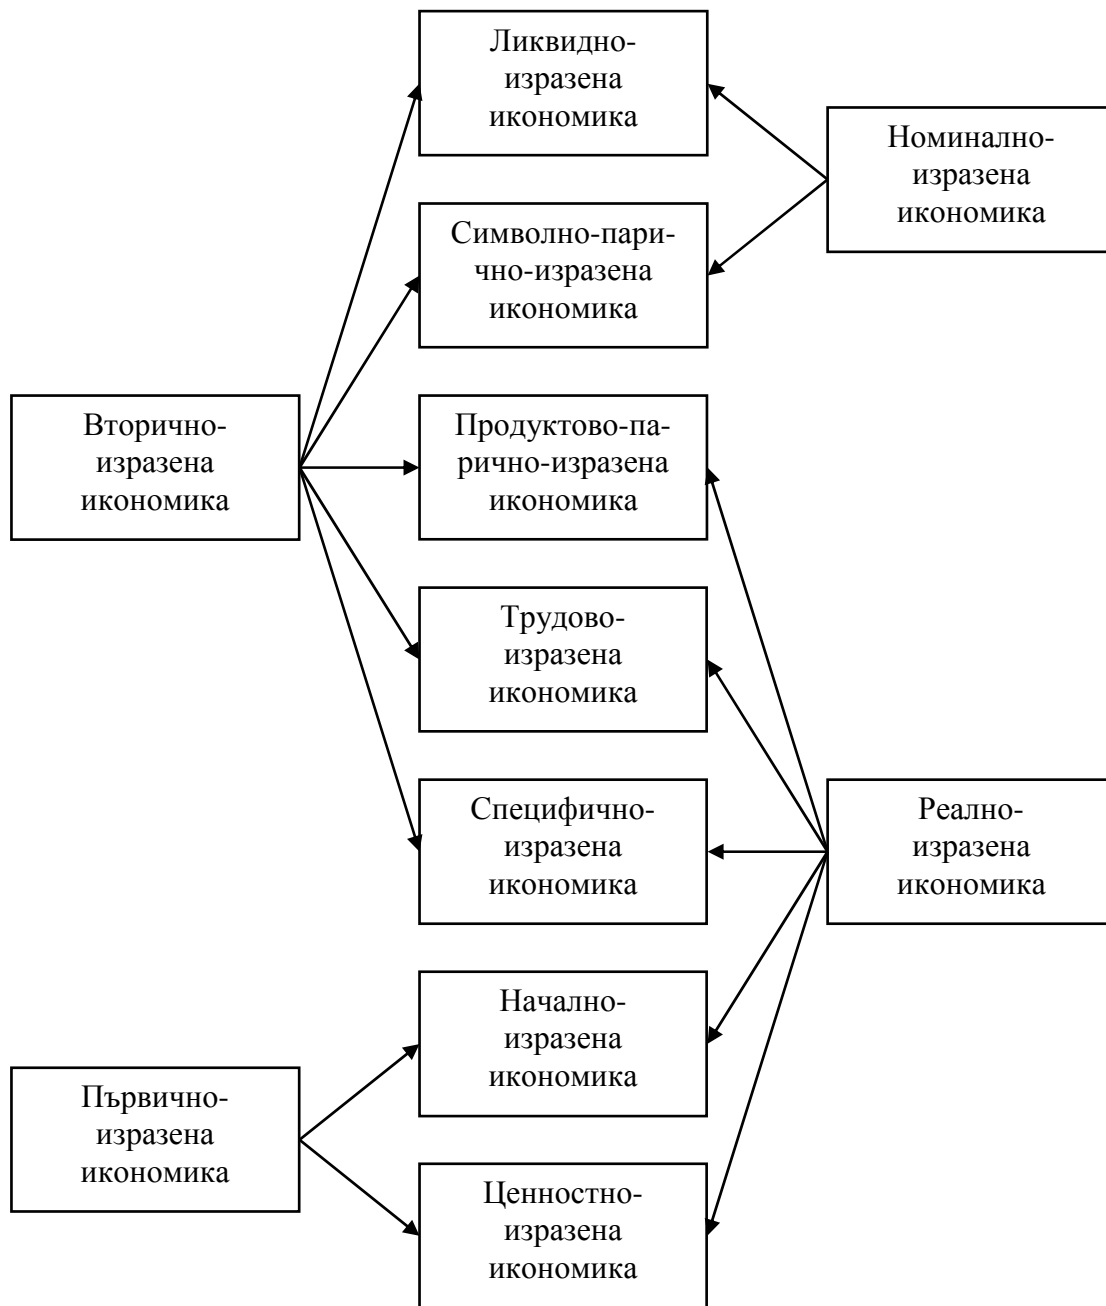 Ликвидно-
изразена
икономика
Номинално-
изразена
икономика
Символно-пари-
чно-изразена
икономика
Вторично-
изразена
икономика
Продуктово-па-
рично-изразена
икономика
Трудово-
изразена
икономика
Специфично-
изразена
икономика
Реално-
изразена
икономика
Начално-
изразена
икономика
Първично-
изразена
икономика
Ценностно-
изразена
икономика